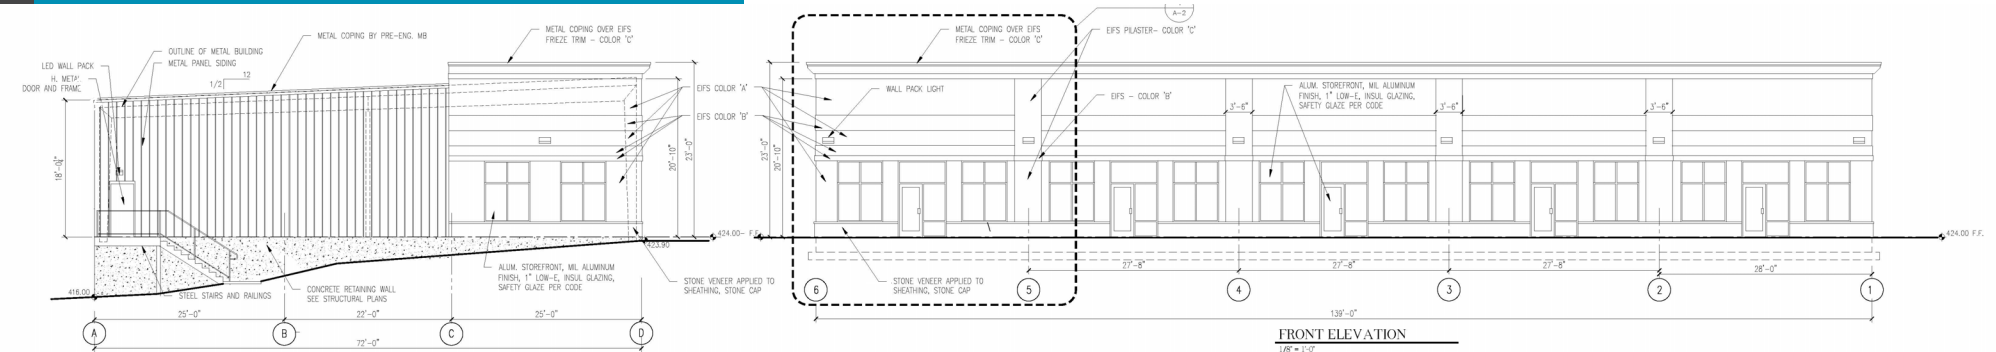 METAL COPING BY PRE-ENG. MB
METAL COPING OVER EIFS
FRIEZE TRIM - COLOR 'C'
OUTLINE OF METAL BUILDING
METAL PANEL SIDING
LED WALL PACK
DOOR AND FRAME
12
1/2
18'-0¾"
20'-10"
23'-0"
EIFS COLOR 'A'
EIFS COLOR 'B'
424.00- F.F.
423.90
416.00
STEEL STAIRS AND RAILINGS
CONCRETE RETAINING WALL
SEE STRUCTURAL PLANS
ALUM. STOREFRONT, MIL ALUMINUM
FINISH, 1" LOW-E, INSUL GLAZING,
SAFETY GLAZE PER CODE
STONE VENEER APPLIED TO
SHEATHING, STONE CAP
25'-0"
22'-0"
25'-0"
A
B
C
D
72'-0"
A-2
METAL COPING OVER EIFS
FRIEZE TRIM - COLOR 'C'
EIFS PILASTER- COLOR 'C'
WALL PACK LIGHT
EIFS - COLOR 'B'
ALUM. STOREFRONT, MIL ALUMINUM
FINISH, 1" LOW-E, INSUL GLAZING,
SAFETY GLAZE PER CODE
23'-0"
20'-10"
3'-6"
3'-6"
3'-6"
424.00 F.F.
27'-8"
27'-8"
27'-8"
28'-0"
STONE VENEER APPLIED TO
SHEATHING, STONE CAP
6
5
4
3
2
1
139'-0"
FRONT ELEVATION
1/8" = 1'-0"